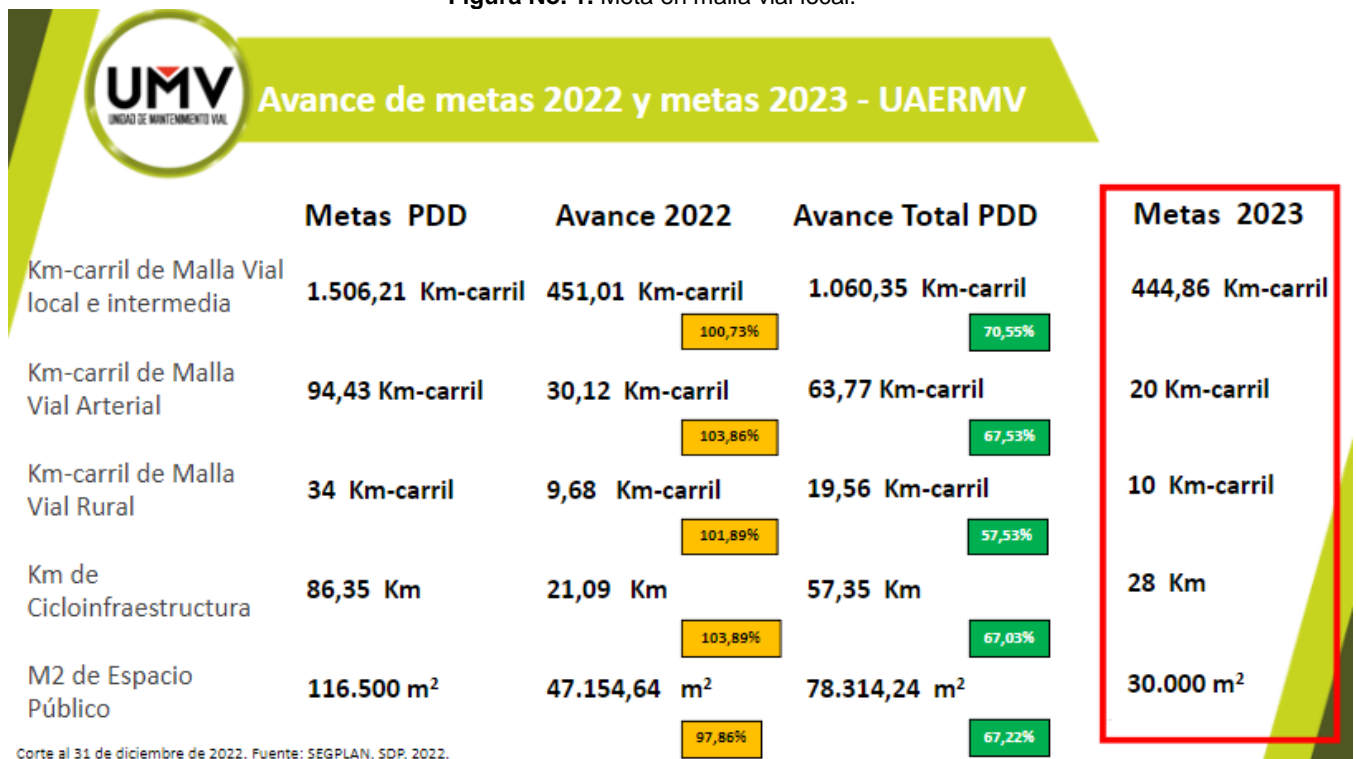 Figura No. 1. Meta en malla vial local.
UMV
UNIDAD DE MANTENIMIENTO VIAL
Avance de metas 2022 y metas 2023 - UAERMV
Metas PDD Avance 2022 Avance Total PDD Metas 2023
Km-carril de Malla Vial
local e intermedia
1.506,21 Km-carril 451,01 Km-carril 1.060,35 Km-carril 444,86 Km-carril
100,73% 70,55%
Km-carril de Malla
Vial Arterial
94,43 Km-carril 30,12 Km-carril 63,77 Km-carril 20 Km-carril
103,86% 67,53%
Km-carril de Malla
Vial Rural
34 Km-carril 9,68 Km-carril 19,56 Km-carril 10 Km-carril
101,89% 57,53%
Km de
Cicloinfraestructura
86,35 Km 21,09 Km 57,35 Km 28 Km
103,89% 67,03%
M2 de Espacio
Público
116.500 m² 47.154,64 m² 78.314,24 m² 30.000 m²
97,86% 67,22%
Corte al 31 de diciembre de 2022. Fuente: SEGPLAN. SDP. 2022.